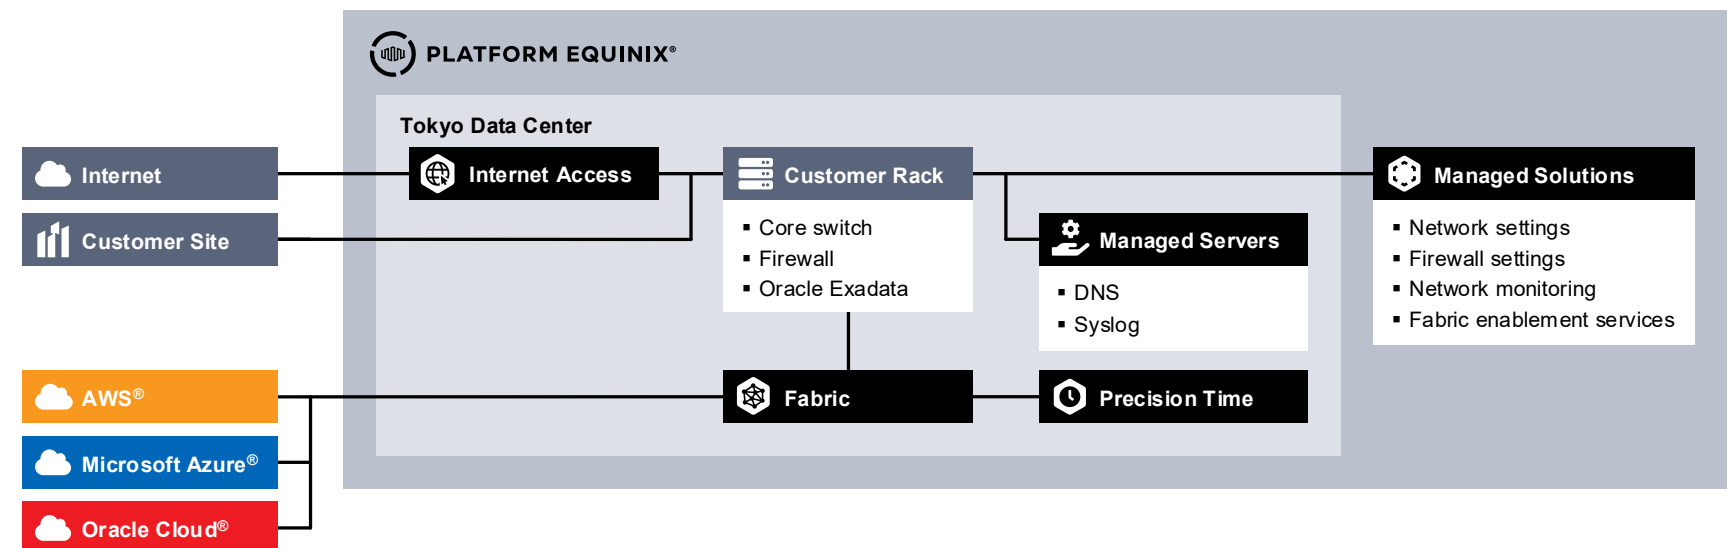 PLATFORM EQUINIX®
Tokyo Data Center
Internet
Internet Access
Customer Rack
Managed Solutions
Customer Site
▪ Core switch
▪ Firewall
▪ Oracle Exadata
Managed Servers
▪ DNS
▪ Syslog
▪ Network settings
▪ Firewall settings
▪ Network monitoring
▪ Fabric enablement services
AWS®
Fabric
Precision Time
Microsoft Azure®
Oracle Cloud®